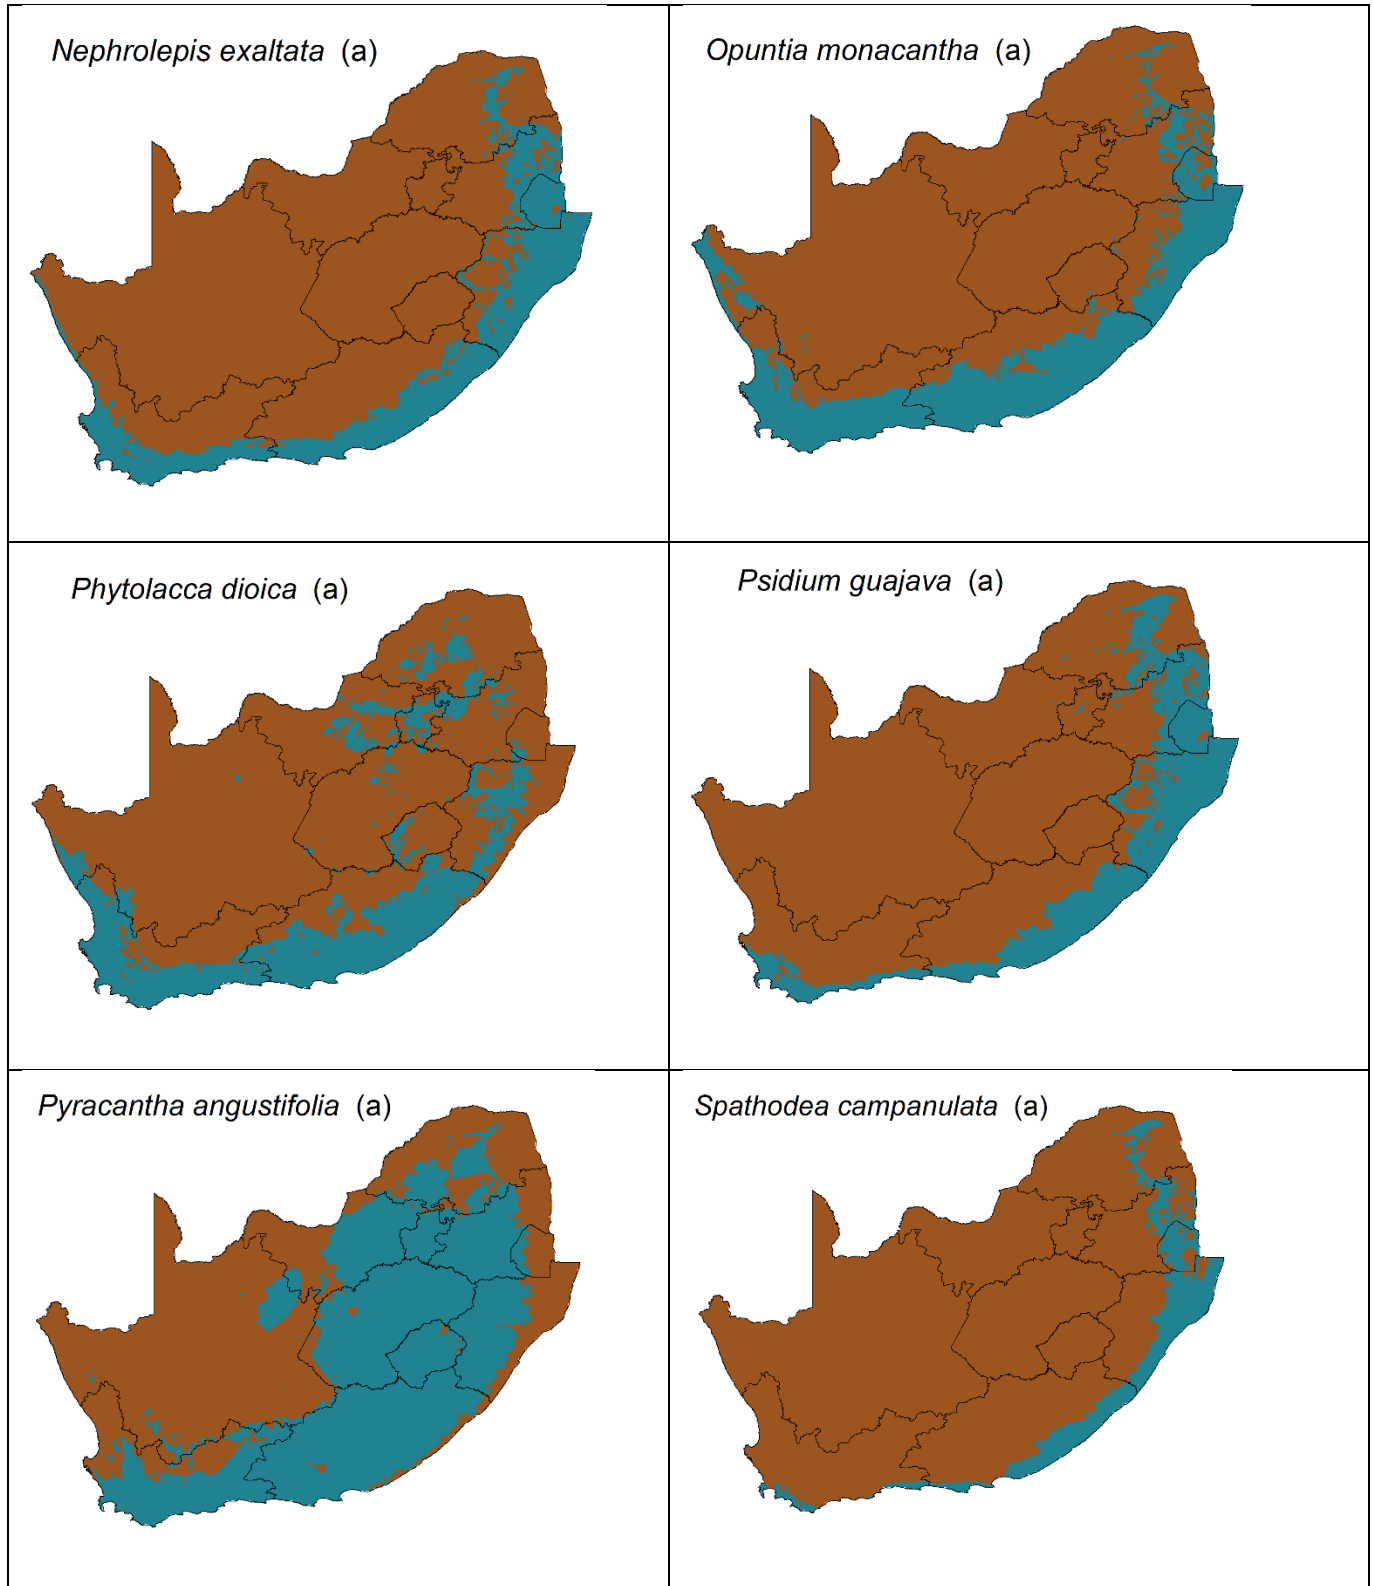 Nephrolepis exaltata (a)
Opuntia monacantha (a)
Phytolacca dioica (a)
Psidium guajava (a)
Pyracantha angustifolia (a)
Spathodea campanulata (a)